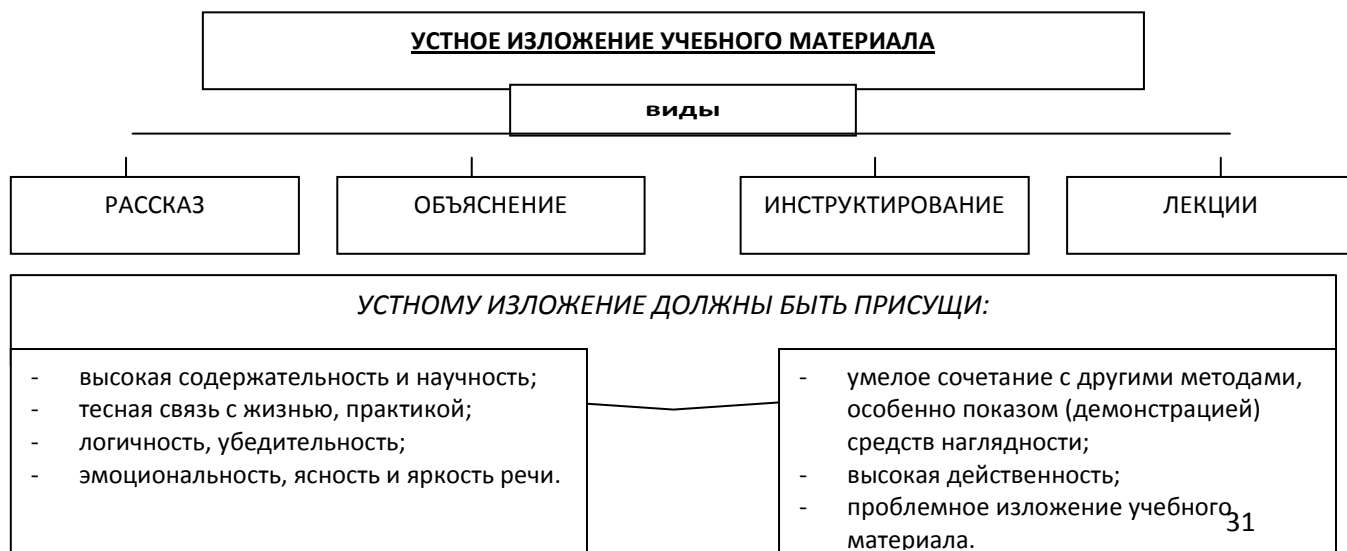 УСТНОЕ ИЗЛОЖЕНИЕ УЧЕБНОГО МАТЕРИАЛА
виды
РАССКАЗ
ОБЪЯСНЕНИЕ
ИНСТРУКТИРОВАНИЕ
ЛЕКЦИИ
УСТНОМУ ИЗЛОЖЕНИЕ ДОЛЖНЫ БЫТЬ ПРИСУЩИ:
- высокая содержательность и научность;
- тесная связь с жизнью, практикой;
- логичность, убедительность;
- эмоциональность, ясность и яркость речи.
- умелое сочетание с другими методами,
особенно показом (демонстрацией)
средств наглядности;
- высокая действенность;
- проблемное изложение учебного
материала.
31